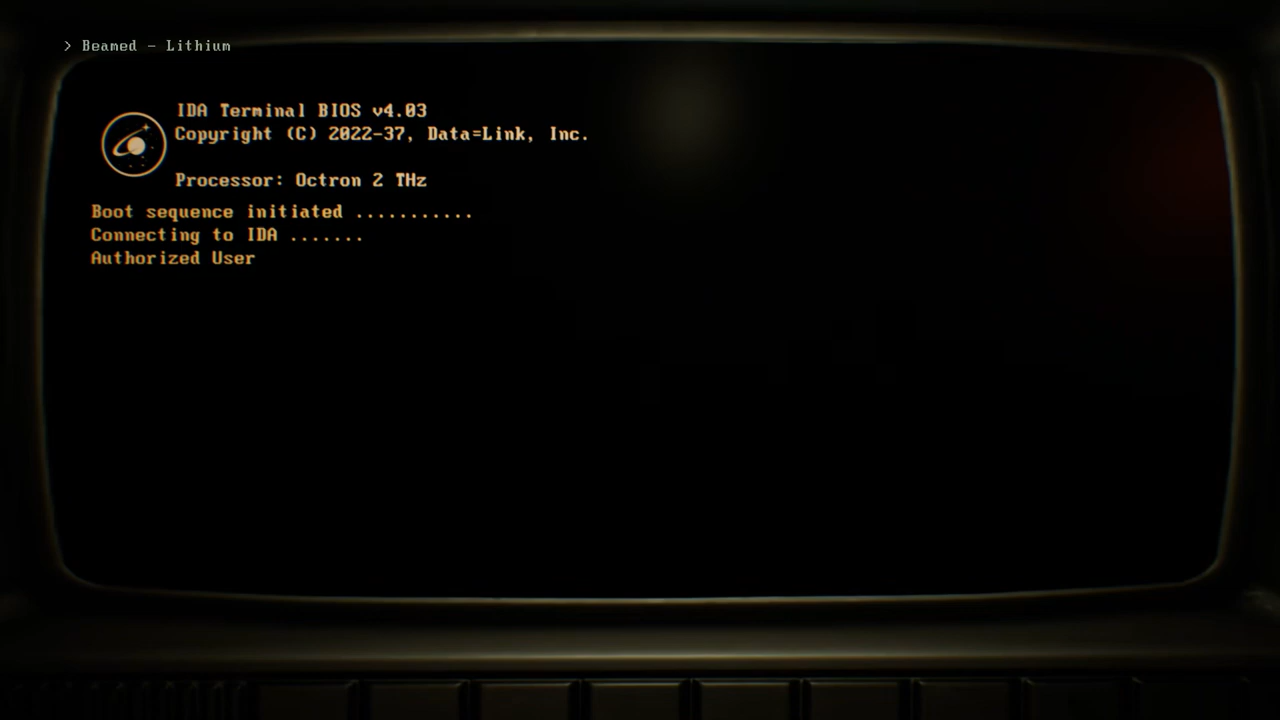 > Beamed - Lithium
IDA Terminal BIOS v4.03
Copyright (C) 2022-37, Data=Link, Inc.
Processor: Octron 2 THz
Boot sequence initiated ...........
Connecting to IDA .......
Authorized User